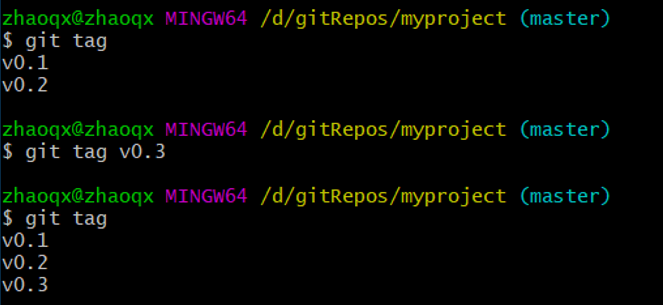 zhaoqx@zhaoqx MINGW64 /d/gitRepos/myproject (master)
$ git tag
v0.1
v0.2
zhaoqx@zhaoqx MINGW64 /d/gitRepos/myproject (master)
$ git tag v0.3
zhaoqx@zhaoqx MINGW64 /d/gitRepos/myproject (master)
$ git tag
v0.1
v0.2
v0.3